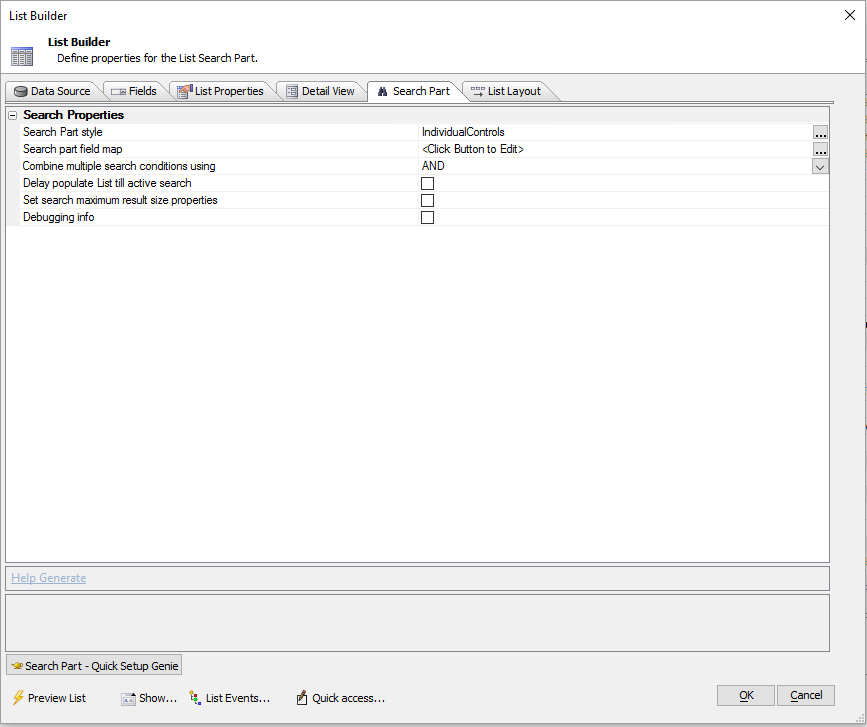 List Builder
List Builder
Define properties for the List Search Part.
Data Source
Fields
List Properties
Detail View
Search Part
List Layout
Search Properties
Search Part style IndividualControls ...
Search part field map <Click Button to Edit> ...
Combine multiple search conditions using AND
Delay populate List till active search
Set search maximum result size properties
Debugging info
Help Generate
Search Part - Quick Setup Genie
Preview List
Show...
List Events...
Quick access...
OK
Cancel